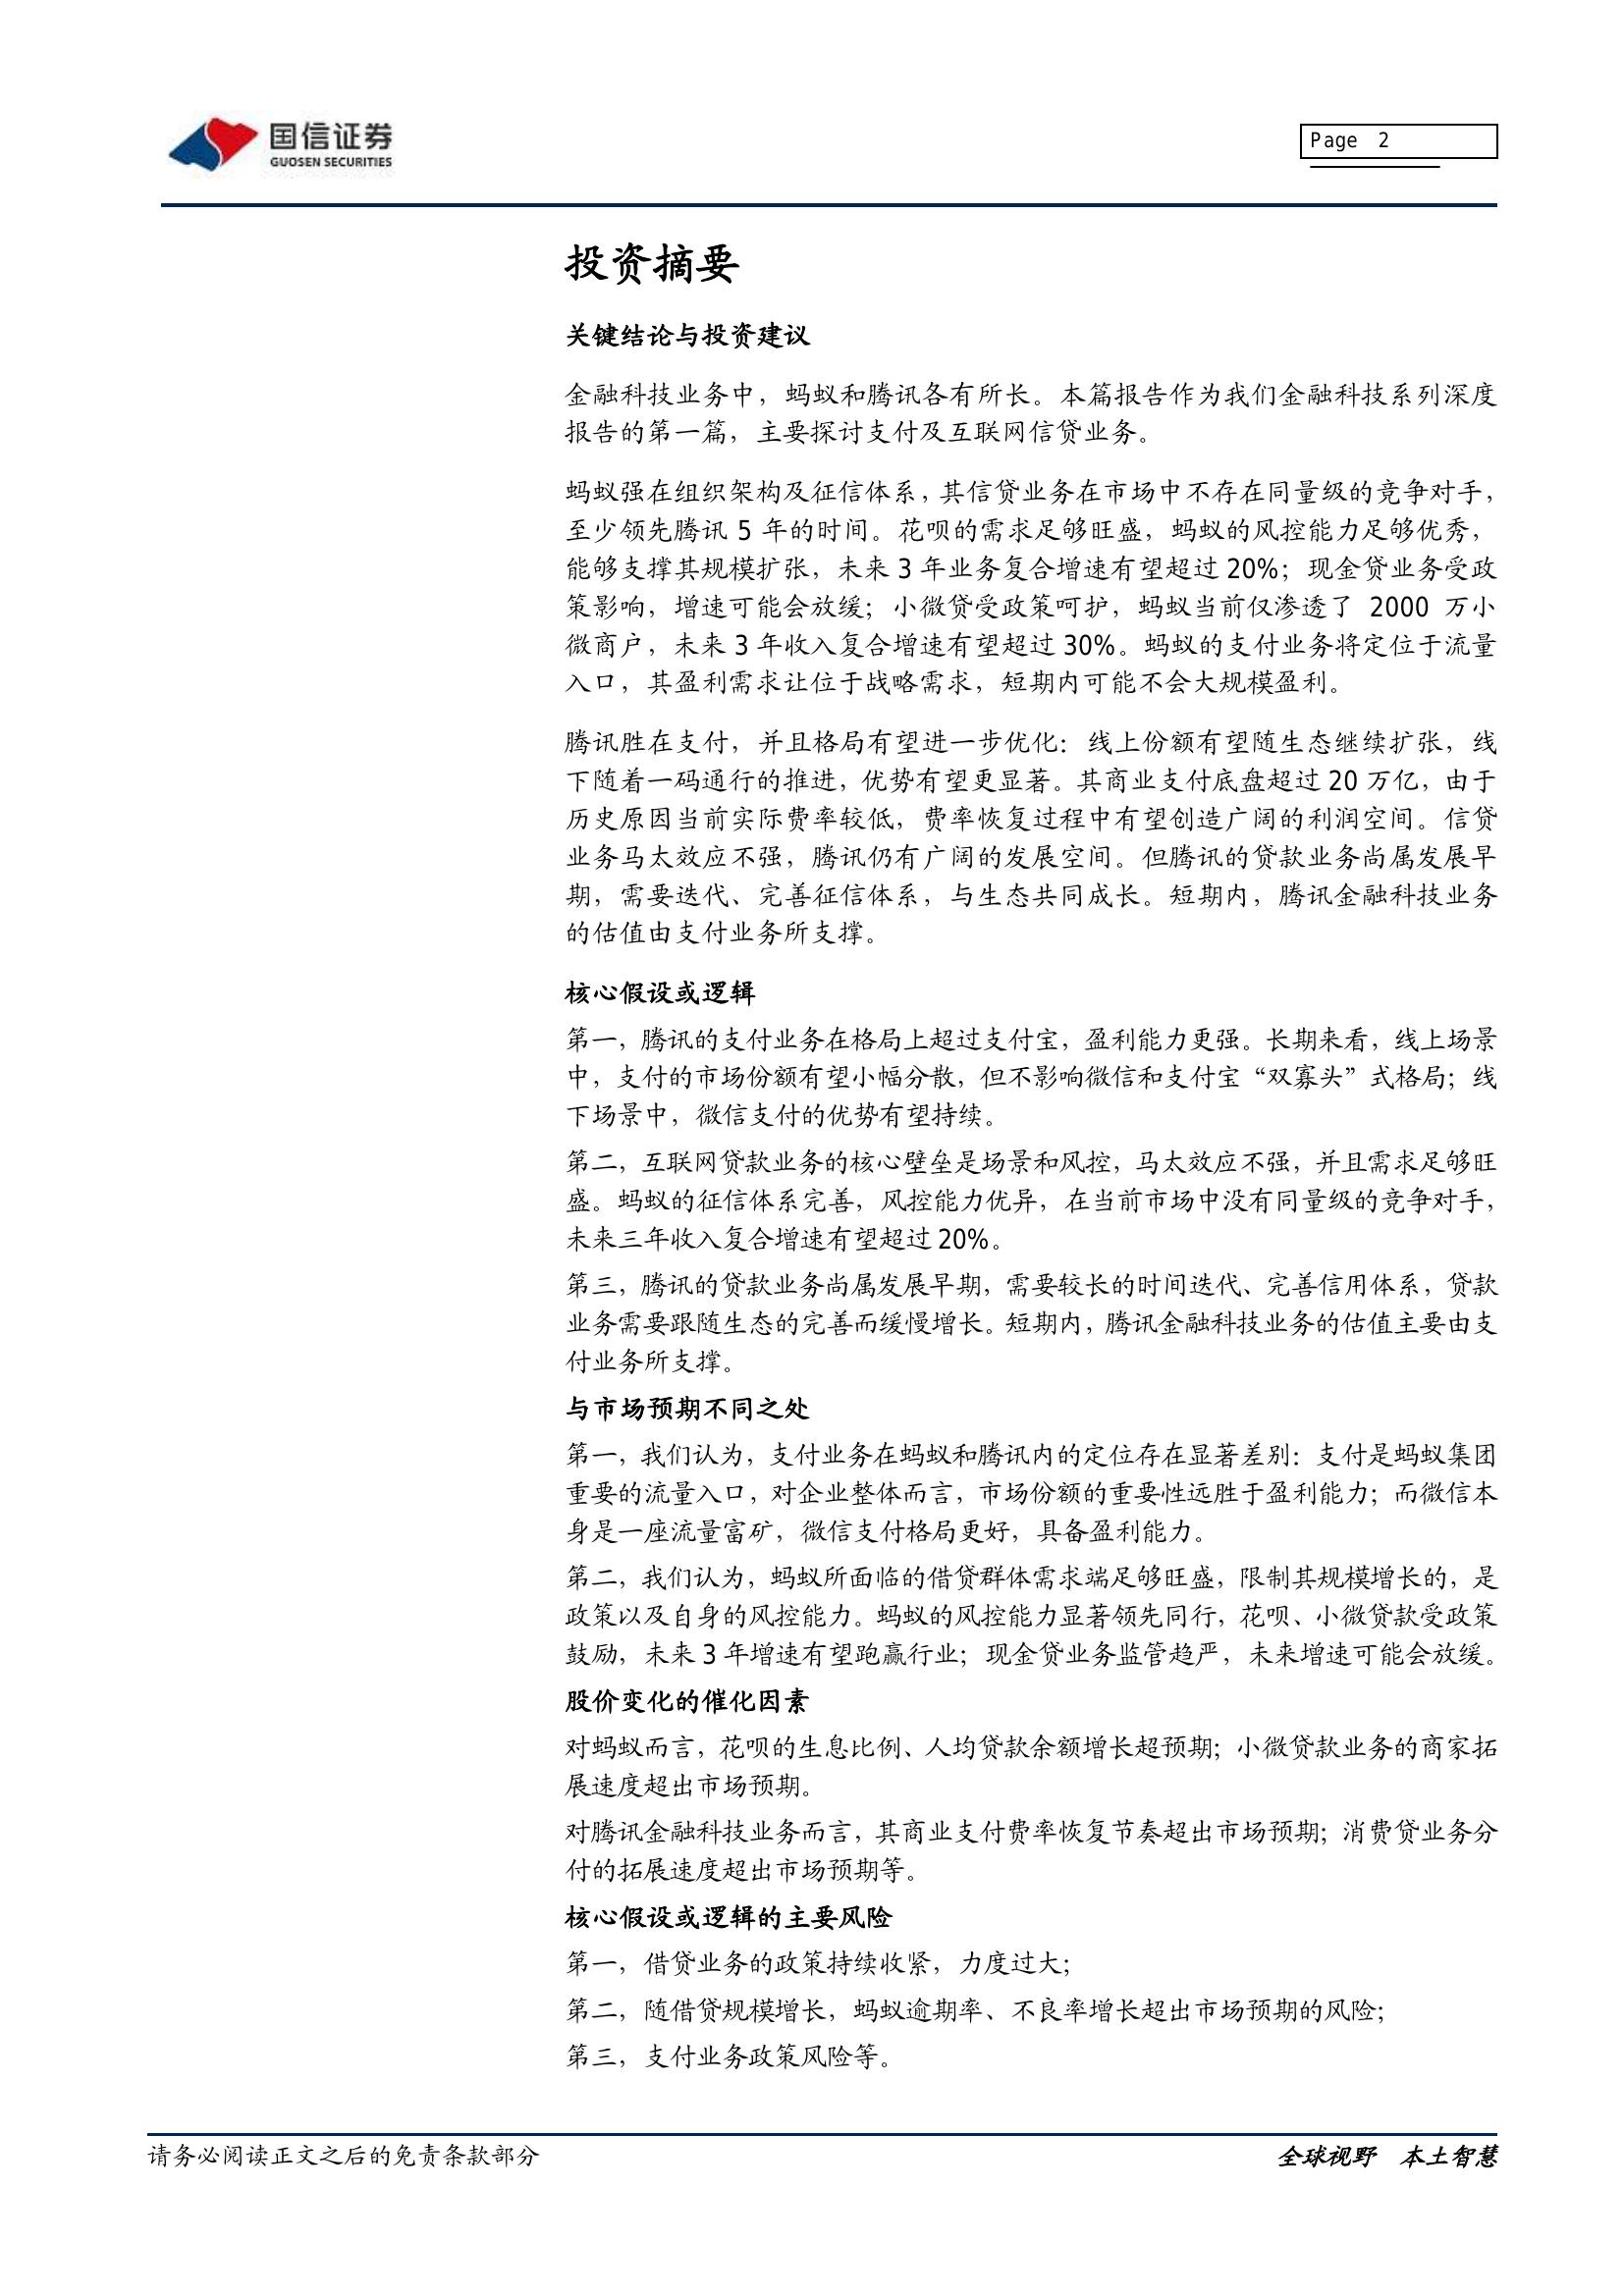 国信证券
GUOSEN SECURITIES
Page 2
投资摘要
关键结论与投资建议
金融科技业务中，蚂蚁和腾讯各有所长。本篇报告作为我们金融科技系列深度
报告的第一篇，主要探讨支付及互联网信贷业务。
蚂蚁强在组织架构及征信体系，其信贷业务在市场中不存在同量级的竞争对手，
至少领先腾讯 5 年的时间。花呗的需求足够旺盛，蚂蚁的风控能力足够优秀，
能够支撑其规模扩张，未来 3 年业务复合增速有望超过 20%；现金贷业务受政
策影响，增速可能会放缓；小微贷受政策呵护，蚂蚁当前仅渗透了 2000 万小
微商户，未来 3 年收入复合增速有望超过 30%。蚂蚁的支付业务将定位于流量
入口，其盈利需求让位于战略需求，短期内可能不会大规模盈利。
腾讯胜在支付，并且格局有望进一步优化：线上份额有望随生态继续扩张，线
下随着一码通行的推进，优势有望更显著。其商业支付底盘超过 20 万亿，由于
历史原因当前实际费率较低，费率恢复过程中有望创造广阔的利润空间。信贷
业务马太效应不强，腾讯仍有广阔的发展空间。但腾讯的贷款业务尚属发展早
期，需要迭代、完善征信体系，与生态共同成长。短期内，腾讯金融科技业务
的估值由支付业务所支撑。
核心假设或逻辑
第一，腾讯的支付业务在格局上超过支付宝，盈利能力更强。长期来看，线上场景
中，支付的市场份额有望小幅分散，但不影响微信和支付宝“双寡头”式格局；线
下场景中，微信支付的优势有望持续。
第二，互联网贷款业务的核心壁垒是场景和风控，马太效应不强，并且需求足够旺
盛。蚂蚁的征信体系完善，风控能力优异，在当前市场中没有同量级的竞争对手，
未来三年收入复合增速有望超过 20%。
第三，腾讯的贷款业务尚属发展早期，需要较长的时间迭代、完善信用体系，贷款
业务需要跟随生态的完善而缓慢增长。短期内，腾讯金融科技业务的估值主要由支
付业务所支撑。
与市场预期不同之处
第一，我们认为，支付业务在蚂蚁和腾讯内的定位存在显著差别：支付是蚂蚁集团
重要的流量入口，对企业整体而言，市场份额的重要性远胜于盈利能力；而微信本
身是一座流量富矿，微信支付格局更好，具备盈利能力。
第二，我们认为，蚂蚁所面临的借贷群体需求端足够旺盛，限制其规模增长的，是
政策以及自身的风控能力。蚂蚁的风控能力显著领先同行，花呗、小微贷款受政策
鼓励，未来 3 年增速有望跑赢行业；现金贷业务监管趋严，未来增速可能会放缓。
股价变化的催化因素
对蚂蚁而言，花呗的生息比例、人均贷款余额增长超预期；小微贷款业务的商家拓
展速度超出市场预期。
对腾讯金融科技业务而言，其商业支付费率恢复节奏超出市场预期；消费贷业务分
付的拓展速度超出市场预期等。
核心假设或逻辑的主要风险
第一，借贷业务的政策持续收紧，力度过大；
第二，随借贷规模增长，蚂蚁逾期率、不良率增长超出市场预期的风险；
第三，支付业务政策风险等。
请务必阅读正文之后的免责条款部分
全球视野 本土智慧